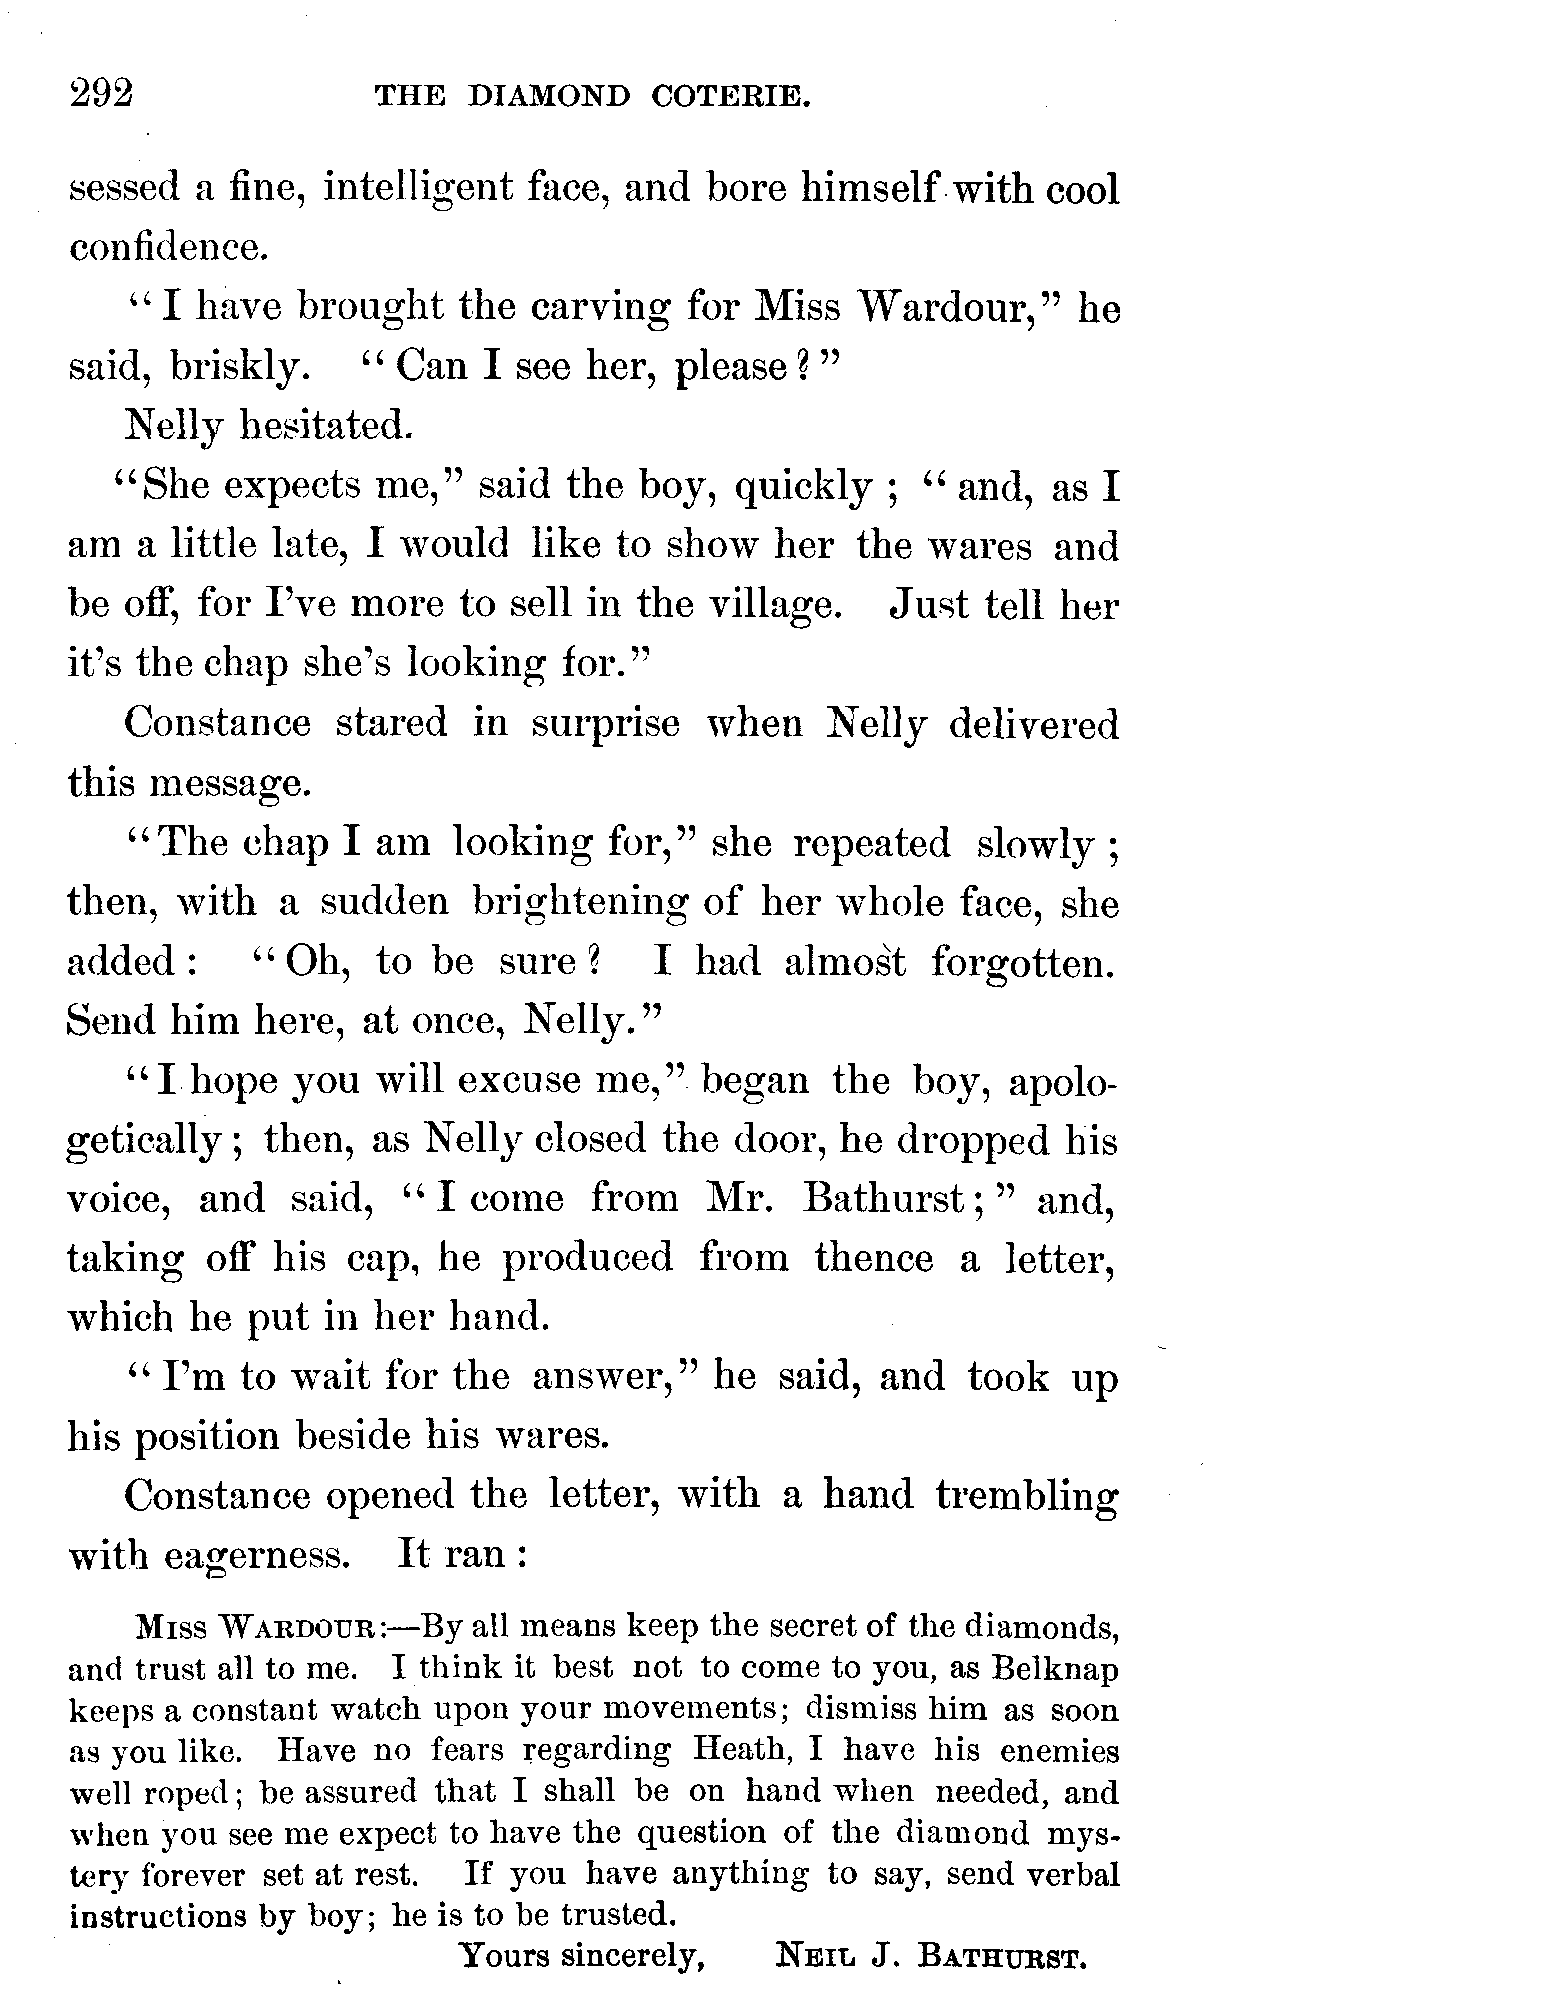 292 THE DIAMOND COTERIE.
sessed a fine, intelligent face, and bore himself with cool
confidence.
“I have brought the carving for Miss Wardour,” he
said, briskly. “Can I see her, please?”
Nelly hesitated.
“She expects me,” said the boy, quickly; “and, as I
am a little late, I would like to show her the wares and
be off, for I’ve more to sell in the village. Just tell her
it’s the chap she’s looking for.”
Constance stared in surprise when Nelly delivered
this message.
“The chap I am looking for,” she repeated slowly;
then, with a sudden brightening of her whole face, she
added: “Oh, to be sure? I had almost forgotten.
Send him here, at once, Nelly.”
“I hope you will excuse me,” began the boy, apolo-
getically; then, as Nelly closed the door, he dropped his
voice, and said, “I come from Mr. Bathurst;” and,
taking off his cap, he produced from thence a letter,
which he put in her hand.
“I’m to wait for the answer,” he said, and took up
his position beside his wares.
Constance opened the letter, with a hand trembling
with eagerness. It ran:
MISS WARDOUR:—By all means keep the secret of the diamonds,
and trust all to me. I think it best not to come to you, as Belknap
keeps a constant watch upon your movements; dismiss him as soon
as you like. Have no fears regarding Heath, I have his enemies
well roped; be assured that I shall be on hand when needed, and
when you see me expect to have the question of the diamond mys-
tery forever set at rest. If you have anything to say, send verbal
instructions by boy; he is to be trusted.
Yours sincerely, NEIL J. BATHURST.